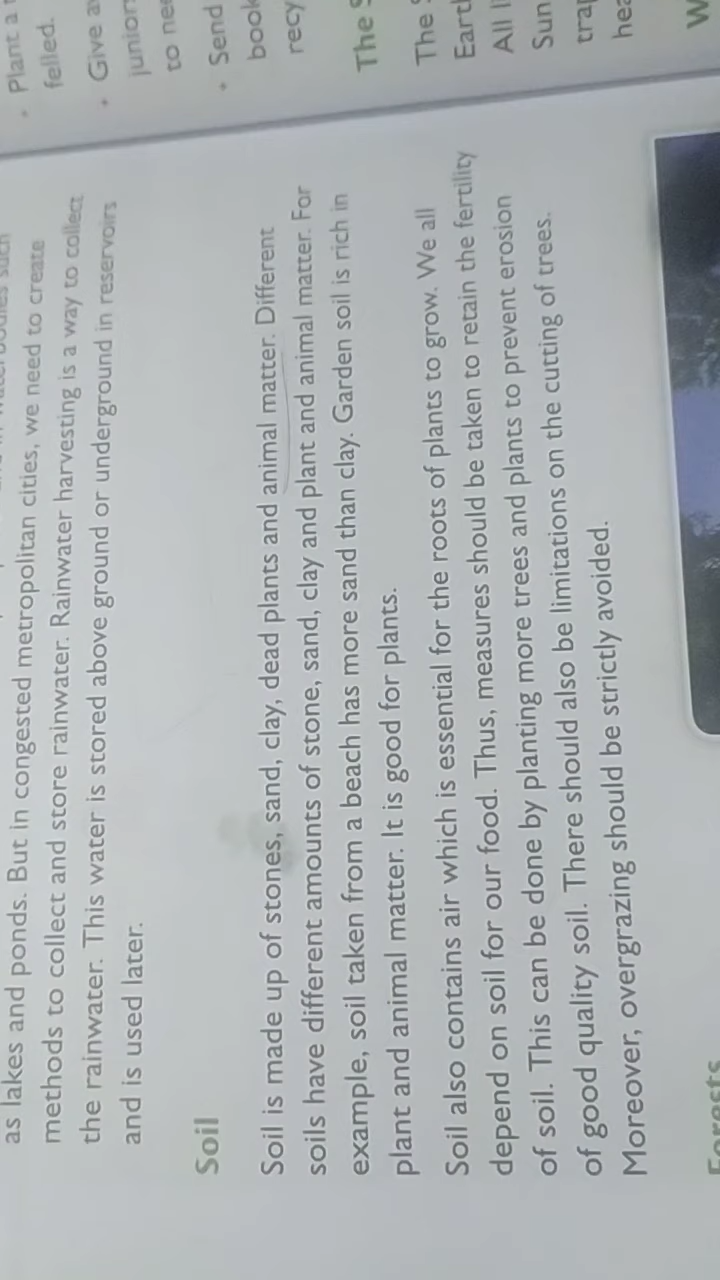 as lakes and ponds. But in congested metropolitan cities, we need to create
methods to collect and store rainwater. Rainwater harvesting is a way to collect
the rainwater. This water is stored above ground or underground in reservoirs
and is used later.
Soil
Soil is made up of stones, sand, clay, dead plants and animal matter. Different
soils have different amounts of stone, sand, clay and plant and animal matter. For
example, soil taken from a beach has more sand than clay. Garden soil is rich in
plant and animal matter. It is good for plants.
Soil also contains air which is essential for the roots of plants to grow. We all
depend on soil for our food. Thus, measures should be taken to retain the fertility
of soil. This can be done by planting more trees and plants to prevent erosion
of good quality soil. There should also be limitations on the cutting of trees.
Moreover, overgrazing should be strictly avoided.
Forests
• Plant a
felled.
• Give
junior
to
• Send
book
The
The
All
Sun